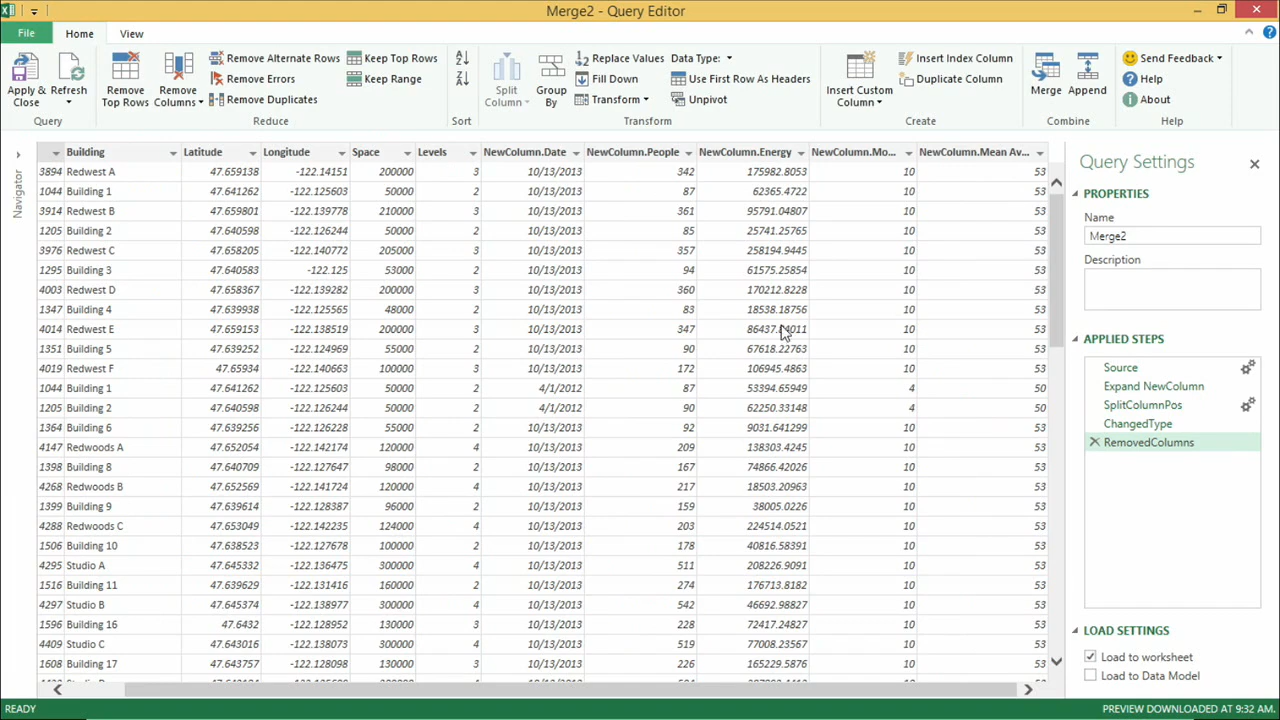 Merge2 - Query Editor
File Home View
Apply & Close Refresh Remove Top Rows Remove Columns Remove Alternate Rows Remove Errors Remove Duplicates Keep Top Rows Keep Range Split Column Group By Replace Values Fill Down Transform Data Type: Use First Row As Headers Unpivot Insert Custom Column Insert Index Column Duplicate Column Merge Append Send Feedback Help About
Query Reduce Sort Transform Create Combine Help
Navigator
Building Latitude Longitude Space Levels NewColumn.Date NewColumn.People NewColumn.Energy NewColumn.Mo... NewColumn.Mean Av...
3894 Redwest A 47.659138 -122.14151 200000 3 10/13/2013 342 175982.8053 10 53
1044 Building 1 47.641262 -122.125603 50000 2 10/13/2013 87 62365.4722 10 53
3914 Redwest B 47.659801 -122.139778 210000 3 10/13/2013 361 95791.04807 10 53
1205 Building 2 47.640598 -122.126244 50000 2 10/13/2013 85 25741.25765 10 53
3976 Redwest C 47.658205 -122.140772 205000 3 10/13/2013 357 258194.9445 10 53
1295 Building 3 47.640583 -122.125 53000 2 10/13/2013 94 61575.25854 10 53
4003 Redwest D 47.658367 -122.139282 200000 3 10/13/2013 360 170212.8228 10 53
1347 Building 4 47.639938 -122.125565 48000 2 10/13/2013 83 18538.18756 10 53
4014 Redwest E 47.659153 -122.138519 200000 3 10/13/2013 347 10 53
1351 Building 5 47.639252 -122.124969 55000 2 10/13/2013 90 67618.22763 10 53
4019 Redwest F 47.65934 -122.140663 100000 3 10/13/2013 172 106945.4863 10 53
1044 Building 1 47.641262 -122.125603 50000 2 4/1/2012 87 53394.65949 4 50
1205 Building 2 47.640598 -122.126244 50000 2 4/1/2012 90 62250.33148 4 50
1364 Building 6 47.639256 -122.126228 55000 2 10/13/2013 92 9031.641299 10 53
4147 Redwoods A 47.652054 -122.142174 120000 4 10/13/2013 209 138303.4245 10 53
1398 Building 8 47.640709 -122.127647 98000 2 10/13/2013 167 74866.42026 10 53
4268 Redwoods B 47.652569 -122.141724 120000 4 10/13/2013 217 18503.20963 10 53
1399 Building 9 47.639614 -122.128387 96000 2 10/13/2013 159 38005.0226 10 53
4288 Redwoods C 47.653049 -122.142235 124000 4 10/13/2013 203 224514.0521 10 53
1506 Building 10 47.638523 -122.127678 100000 2 10/13/2013 178 40816.58391 10 53
4295 Studio A 47.645332 -122.136475 300000 4 10/13/2013 511 208226.9091 10 53
1516 Building 11 47.639629 -122.131416 160000 2 10/13/2013 274 176713.8182 10 53
4297 Studio B 47.645374 -122.138977 300000 4 10/13/2013 542 46692.98827 10 53
1596 Building 16 47.6432 -122.128952 130000 3 10/13/2013 228 72417.24827 10 53
4409 Studio C 47.643016 -122.138073 300000 4 10/13/2013 519 77008.23567 10 53
1608 Building 17 47.643757 -122.128098 130000 3 10/13/2013 226 165229.5876 10 53
Query Settings
PROPERTIES
Name
Merge2
Description
APPLIED STEPS
Source
Expand NewColumn
SplitColumnPos
ChangedType
RemovedColumns
LOAD SETTINGS
Load to worksheet
Load to Data Model
READY PREVIEW DOWNLOADED AT 9:32 AM.